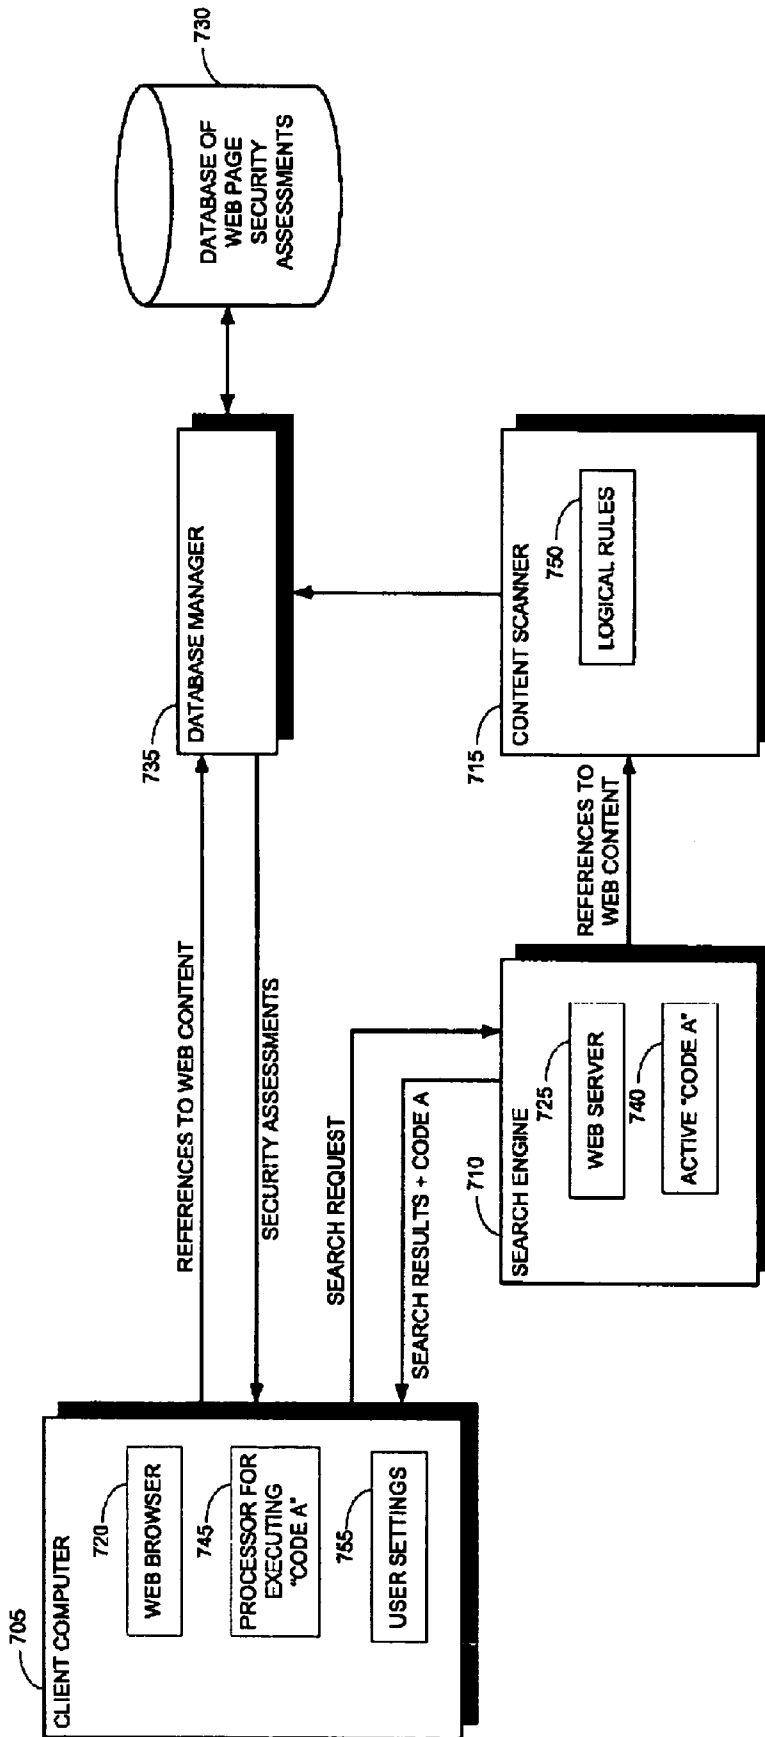 705
CLIENT COMPUTER
720
WEB BROWSER
745
PROCESSOR FOR
EXECUTING
"CODE A"
755
USER SETTINGS
REFERENCES TO WEB CONTENT
SECURITY ASSESSMENTS
SEARCH REQUEST
SEARCH RESULTS + CODE A
735
DATABASE MANAGER
730
DATABASE OF
WEB PAGE
SECURITY
ASSESSMENTS
710
SEARCH ENGINE
725
WEB SERVER
740
ACTIVE "CODE A"
REFERENCES TO
WEB CONTENT
715
CONTENT SCANNER
750
LOGICAL RULES